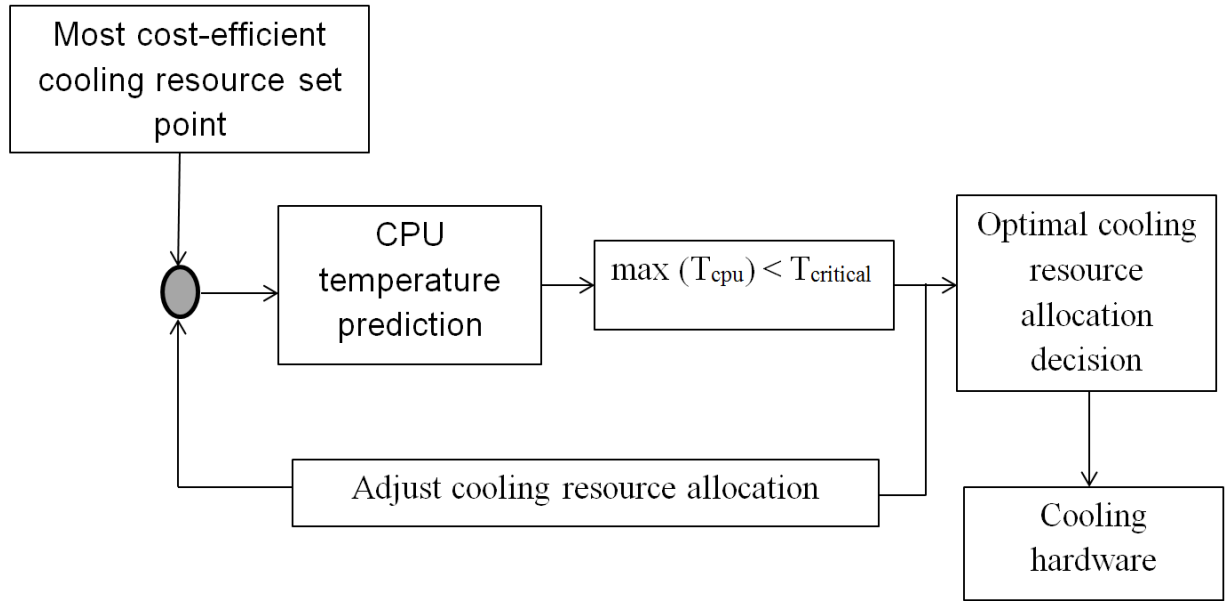 Most cost-efficient
cooling resource set
point
CPU
temperature
prediction
max (Tcpu) < Tcritical
Optimal cooling
resource
allocation
decision
Adjust cooling resource allocation
Cooling
hardware